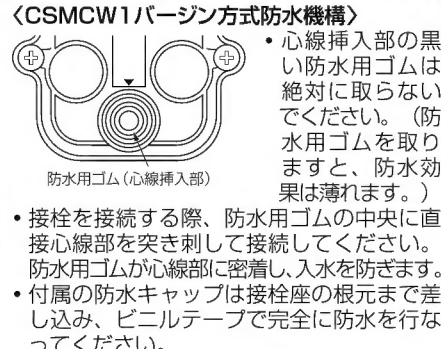 〈CSMCW1バージン方式防水機構〉
• 心線挿入部の黒
い防水用ゴムは
絶対に取らない
でください。(防
水用ゴムを取り
ますと、防水効
果は薄れます。)
防水用ゴム(心線挿入部)
• 接栓を接続する際、防水用ゴムの中央に直
接心線部を突き刺して接続してください。
防水用ゴムが心線部に密着し、入水を防ぎます。
• 付属の防水キャップは接栓座の根元まで差
し込み、ビニルテープで完全に防水を行な
ってください。